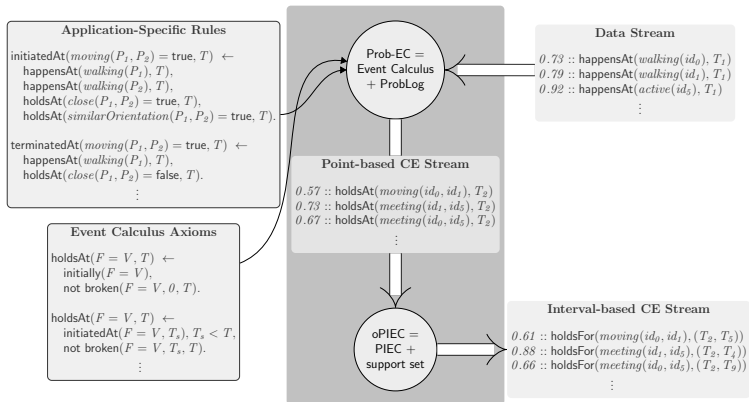 Application-Specific Rules
initiatedAt(moving(P₁, P₂) = true, T) ←
happensAt(walking(P₁), T),
happensAt(walking(P₂), T),
holdsAt(close(P₁, P₂) = true, T),
holdsAt(similarOrientation(P₁, P₂) = true, T).
terminatedAt(moving(P₁, P₂) = true, T) ←
happensAt(walking(P₁), T),
holdsAt(close(P₁, P₂) = false, T).
⋮
Event Calculus Axioms
holdsAt(F = V, T) ←
initially(F = V),
not broken(F = V, 0, T).
holdsAt(F = V, T) ←
initiatedAt(F = V, Tₛ), Tₛ < T,
not broken(F = V, Tₛ, T).
⋮
Prob-EC =
Event Calculus
+ ProbLog
Data Stream
0.73 :: happensAt(walking(id₀), T₁)
0.79 :: happensAt(walking(id₁), T₁)
0.92 :: happensAt(active(id₅), T₁)
⋮
Point-based CE Stream
0.57 :: holdsAt(moving(id₀, id₁), T₂)
0.73 :: holdsAt(meeting(id₁, id₅), T₂)
0.67 :: holdsAt(meeting(id₀, id₅), T₂)
⋮
oPIEC =
PIEC +
support set
Interval-based CE Stream
0.61 :: holdsFor(moving(id₀, id₁), (T₂, T₅))
0.88 :: holdsFor(meeting(id₁, id₅), (T₂, T₄))
0.66 :: holdsFor(meeting(id₀, id₅), (T₂, T₉))
⋮